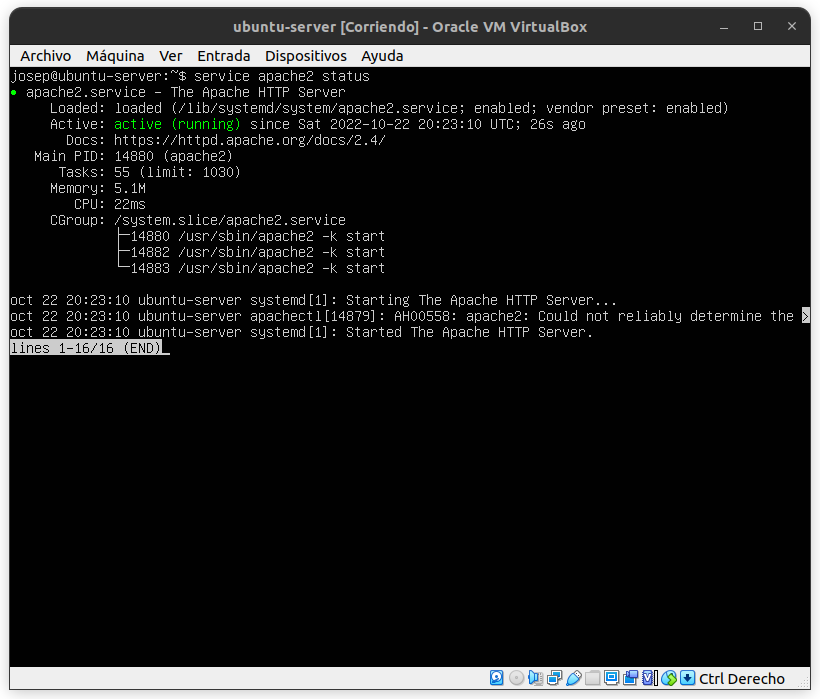 ubuntu-server [Corriendo] - Oracle VM VirtualBox
Archivo Máquina Ver Entrada Dispositivos Ayuda
josep@ubuntu-server:~$ service apache2 status
● apache2.service - The Apache HTTP Server
Loaded: loaded (/lib/systemd/system/apache2.service; enabled; vendor preset: enabled)
Active: active (running) since Sat 2022-10-22 20:23:10 UTC; 26s ago
Docs: https://httpd.apache.org/docs/2.4/
Main PID: 14880 (apache2)
Tasks: 55 (limit: 1030)
Memory: 5.1M
CPU: 22ms
CGroup: /system.slice/apache2.service
├─14880 /usr/sbin/apache2 -k start
├─14882 /usr/sbin/apache2 -k start
└─14883 /usr/sbin/apache2 -k start
oct 22 20:23:10 ubuntu-server systemd[1]: Starting The Apache HTTP Server...
oct 22 20:23:10 ubuntu-server apachectl[14879]: AH00558: apache2: Could not reliably determine the >
oct 22 20:23:10 ubuntu-server systemd[1]: Started The Apache HTTP Server.
lines 1-16/16 (END)
Ctrl Derecho